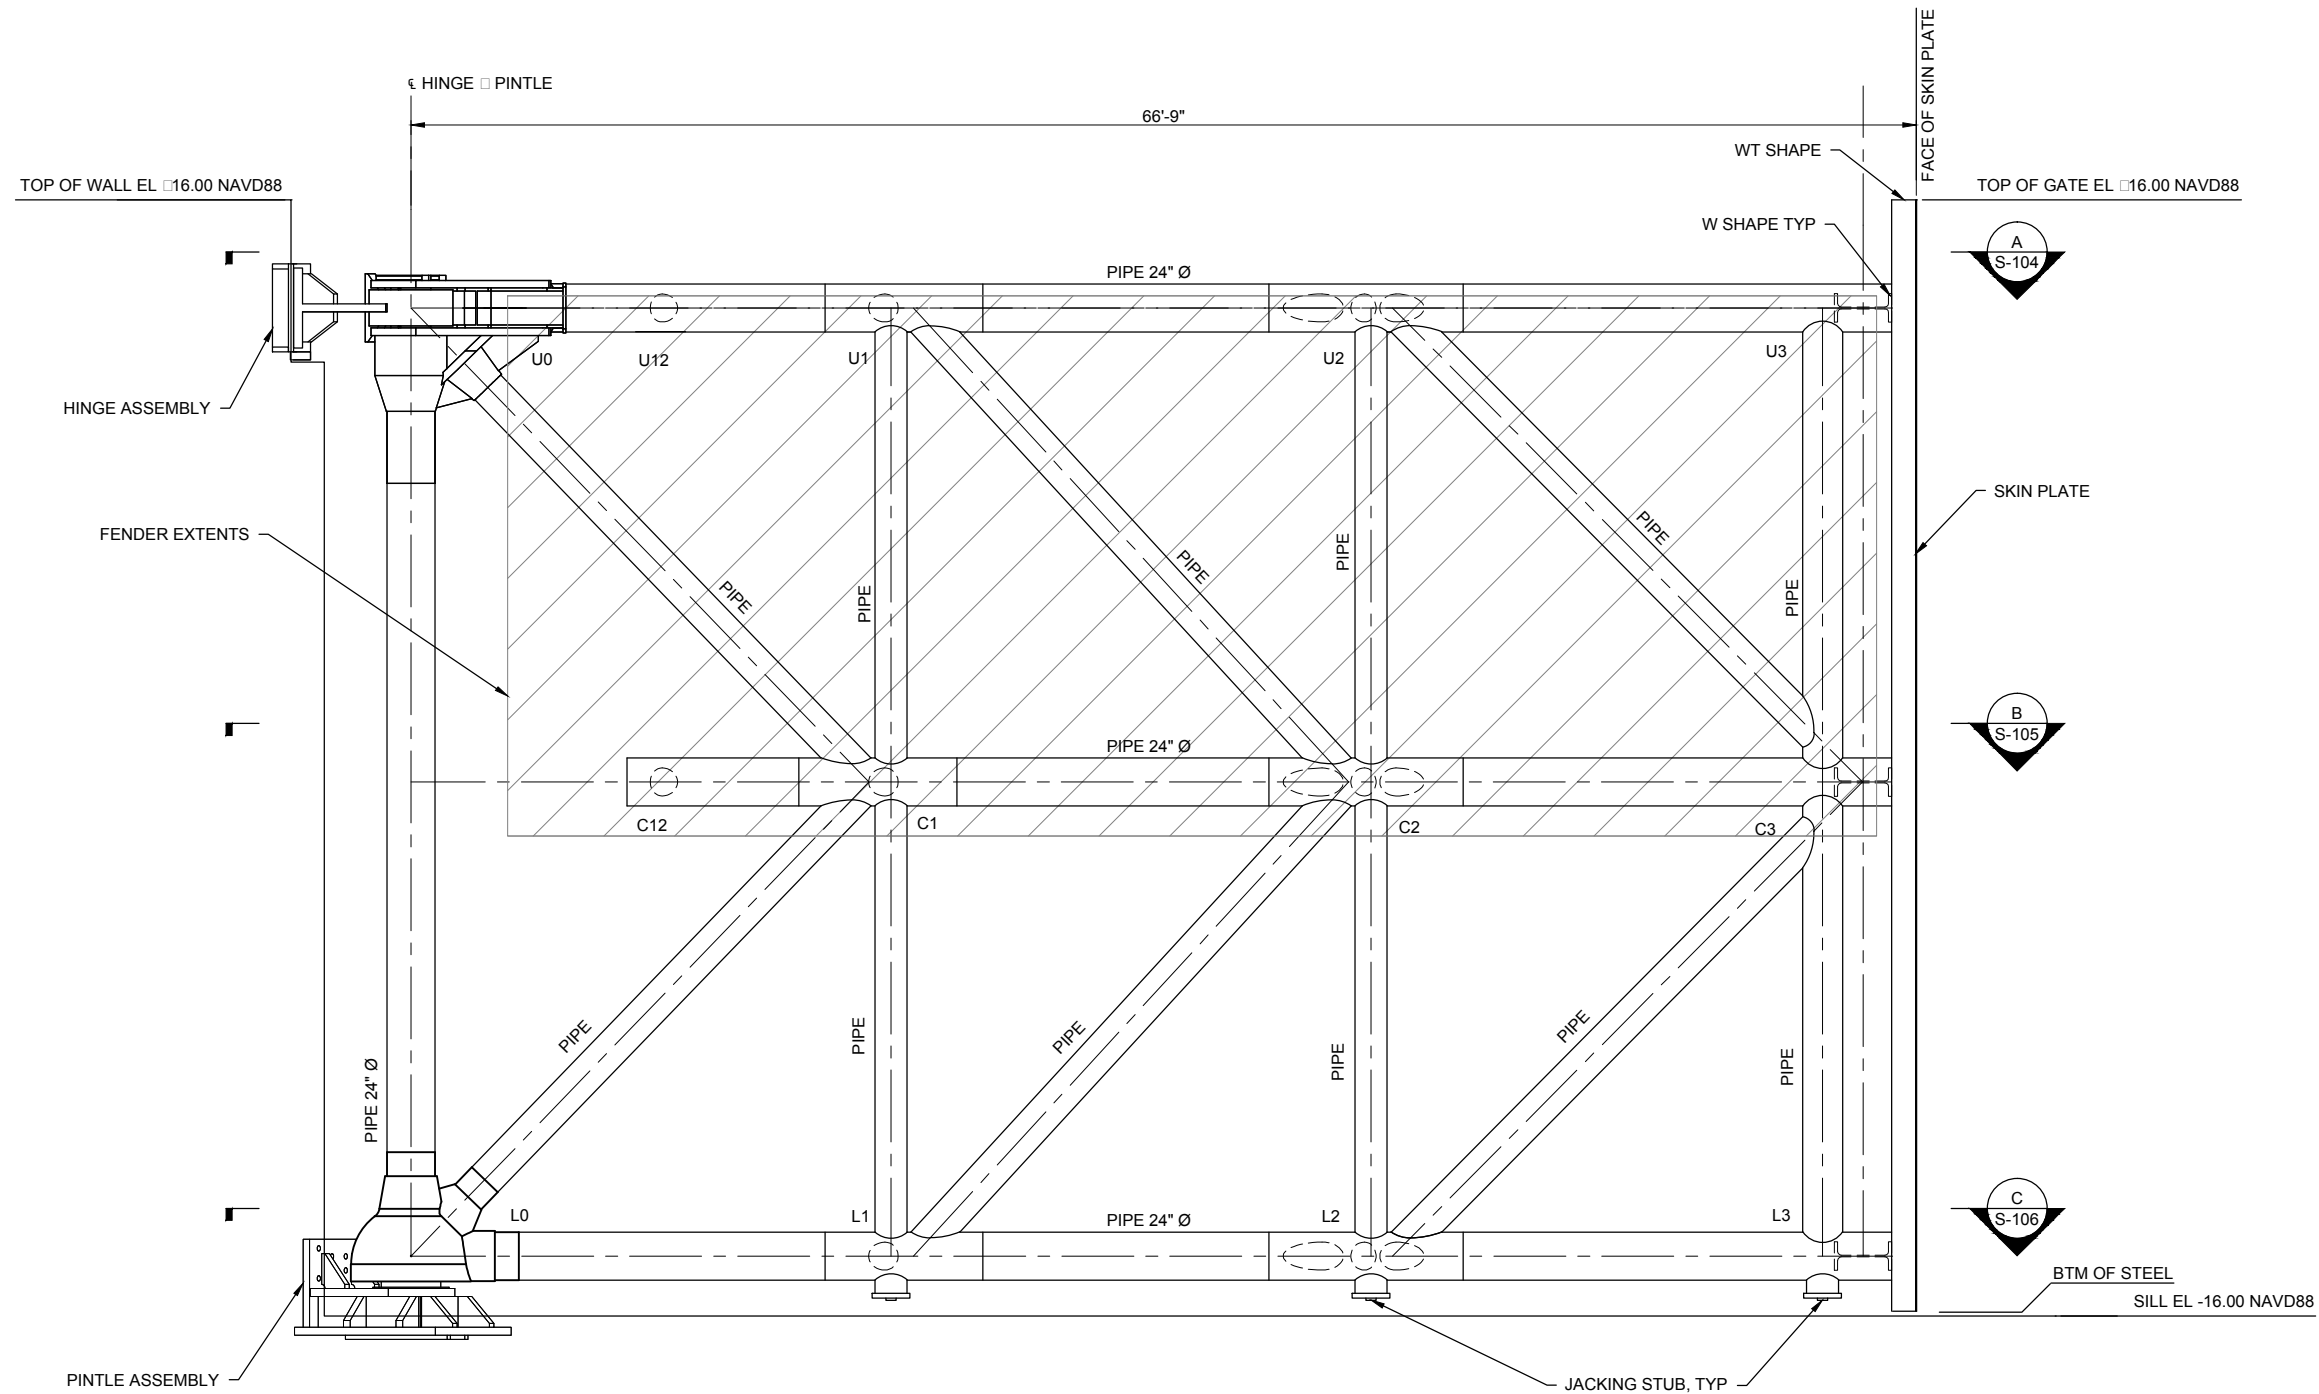 FACE OF SKIN PLATE
℄ HINGE □ PINTLE
66'-9"
WT SHAPE
TOP OF WALL EL □16.00 NAVD88
TOP OF GATE EL □16.00 NAVD88
W SHAPE TYP
A
S-104
PIPE 24" Ø
U0
U12
U1
U2
U3
HINGE ASSEMBLY
SKIN PLATE
FENDER EXTENTS
PIPE
PIPE
PIPE
PIPE
PIPE
PIPE
B
S-105
PIPE 24" Ø
C12
C1
C2
C3
PIPE
PIPE
PIPE
PIPE
PIPE
PIPE
PIPE 24" Ø
C
S-106
L0
L1
PIPE 24" Ø
L2
L3
BTM OF STEEL
SILL EL -16.00 NAVD88
PINTLE ASSEMBLY
JACKING STUB, TYP